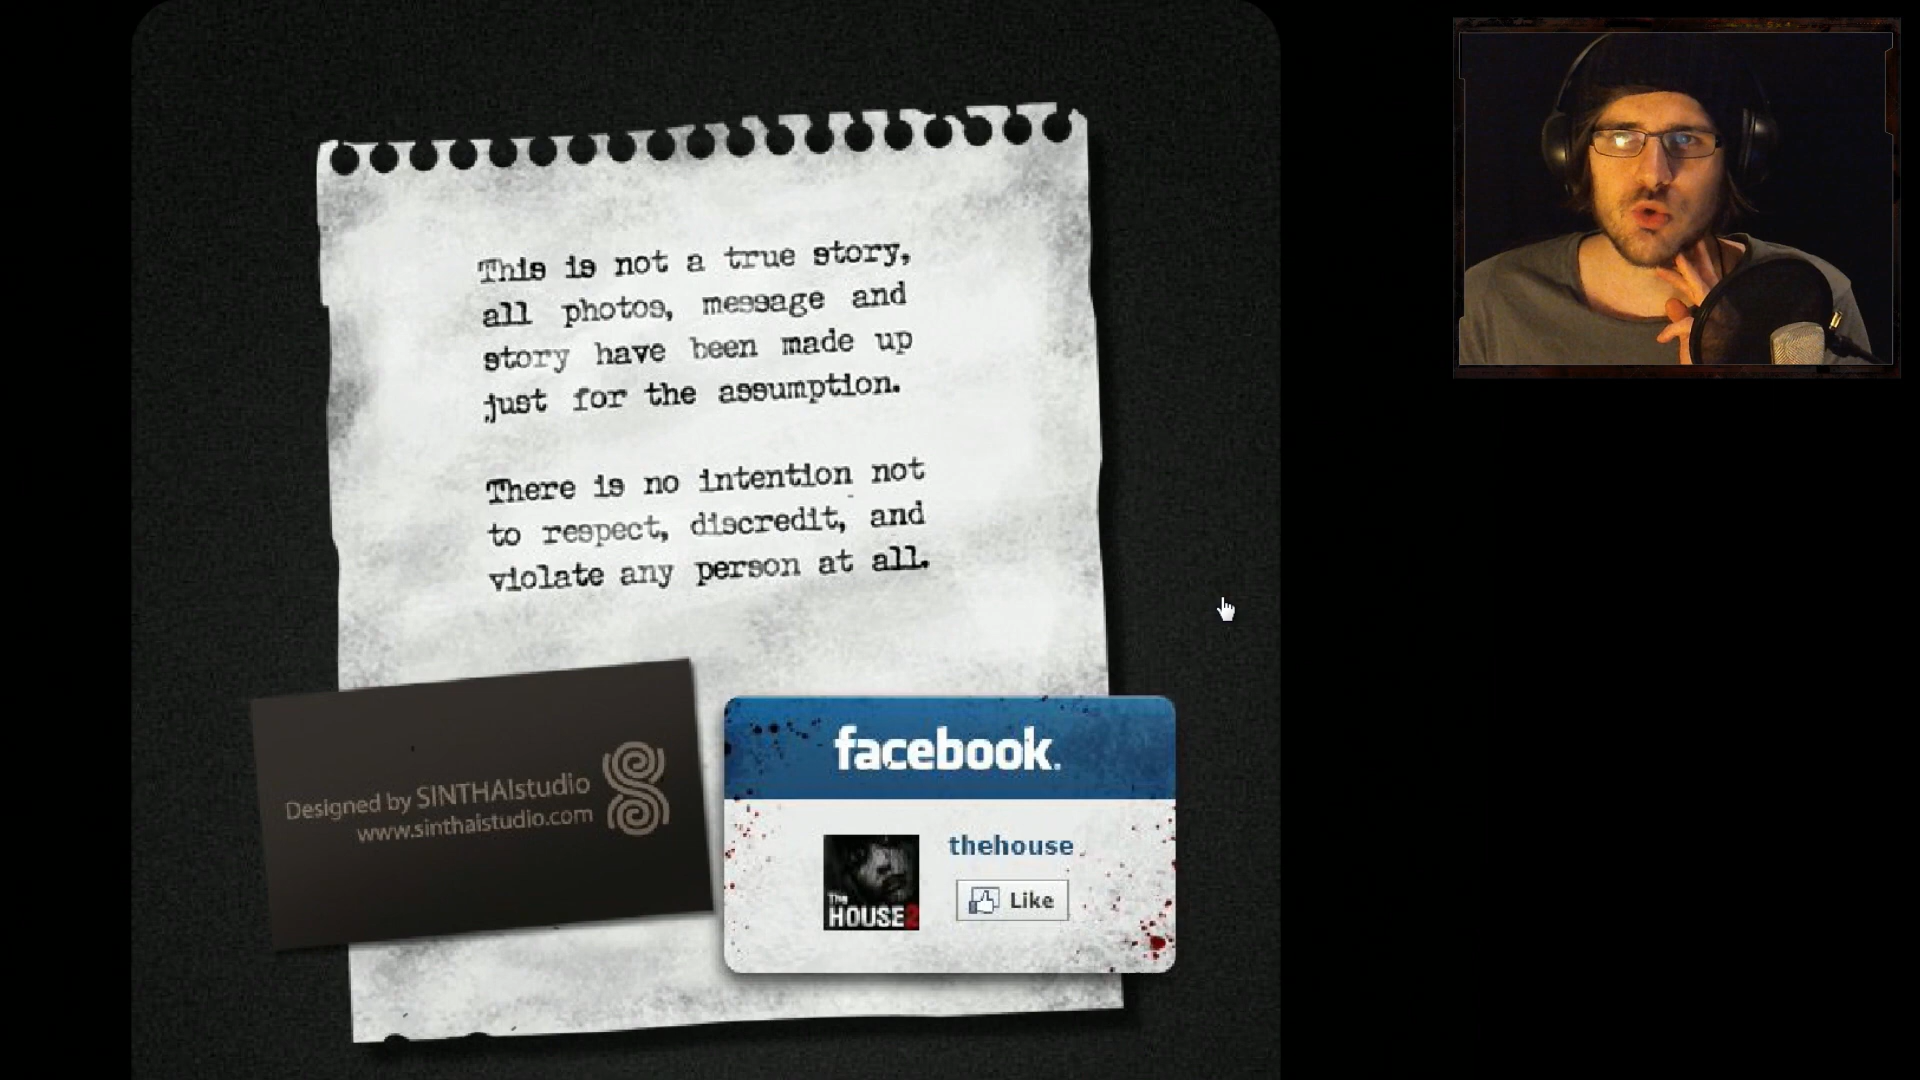 This is not a true story,
all photos, message and
story have been made up
just for the assumption.
There is no intention not
to respect, discredit, and
violate any person at all.
Designed by SINTHAIstudio
www.sinthaistudio.com
facebook.
thehouse
Like
The
HOUSE2